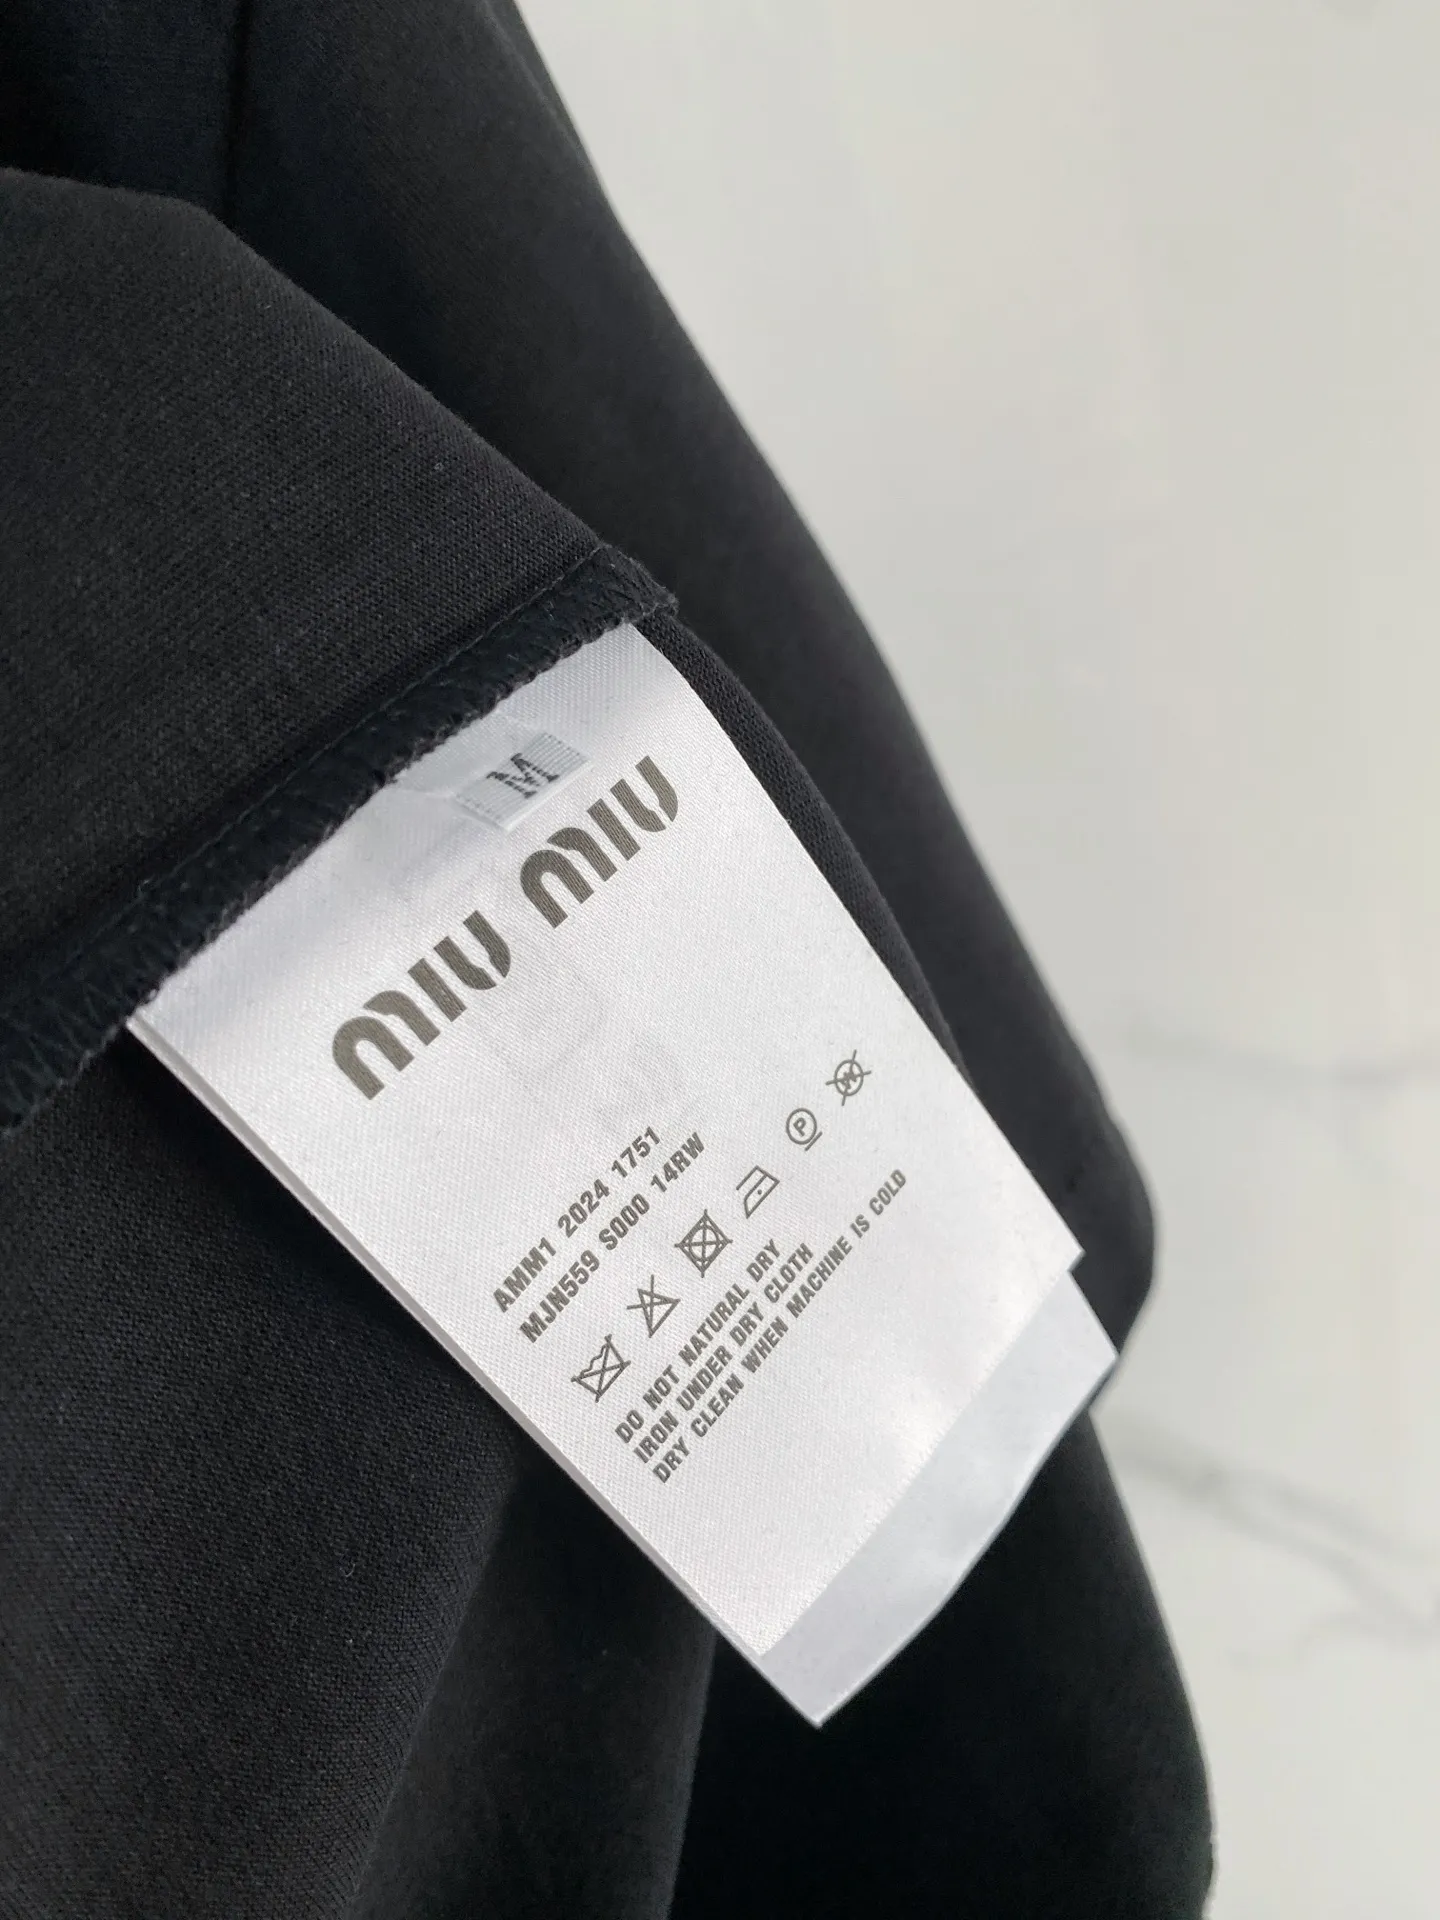 M
MIU MIU
AMM1 2024 1751
MJN559 S000 14RW
P
W
DO NOT NATURAL DRY
IRON UNDER DRY CLOTH
DRY CLEAN WHEN MACHINE IS COLD